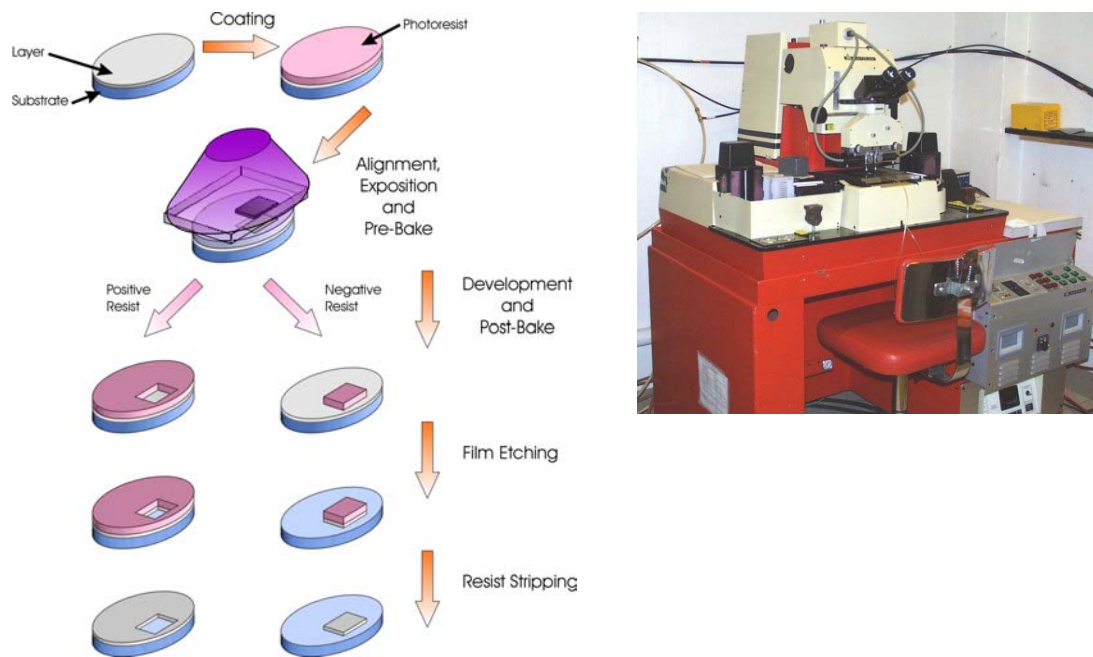 Coating
Photoresist
Layer
Substrate
Alignment,
Exposition
and
Pre-Bake
Positive
Resist
Negative
Resist
Development
and
Post-Bake
Film Etching
Resist Stripping